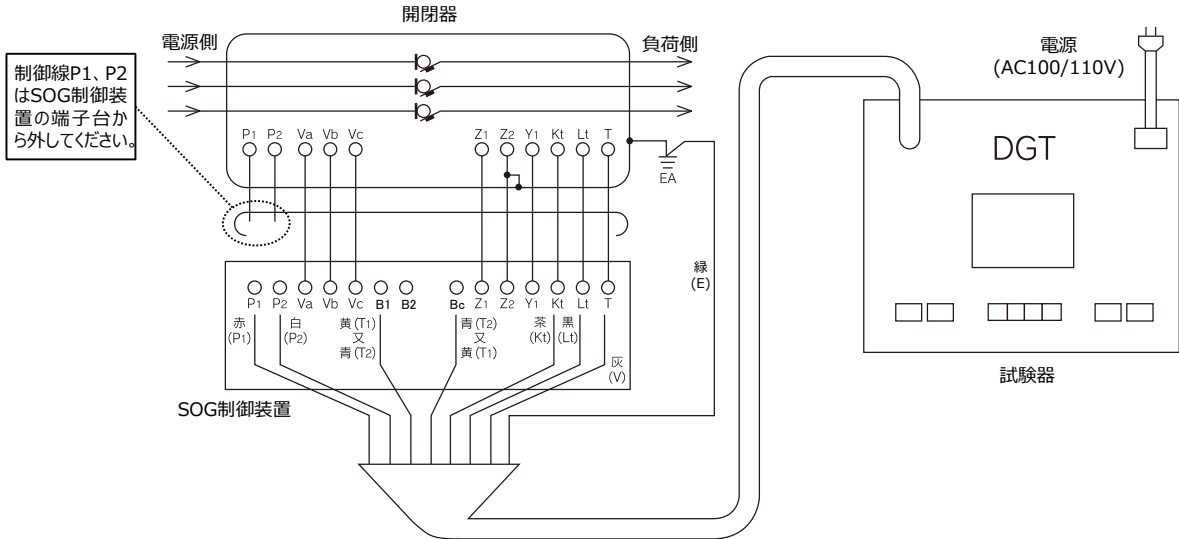 開閉器
電源側
負荷側
制御線P1、P2
はSOG制御装
置の端子台か
ら外してください。
P1 P2 Va Vb Vc Z1 Z2 Y1 Kt Lt T
EA
電源
(AC100/110V)
DGT
試験器
緑
(E)
P1 P2 Va Vb Vc B1 B2 Bc Z1 Z2 Y1 Kt Lt T
赤
(P1)
白
(P2)
黄(T1)
又
青(T2)
青(T2)
又
黄(T1)
茶
(Kt)
黒
(Lt)
灰
(V)
SOG制御装置